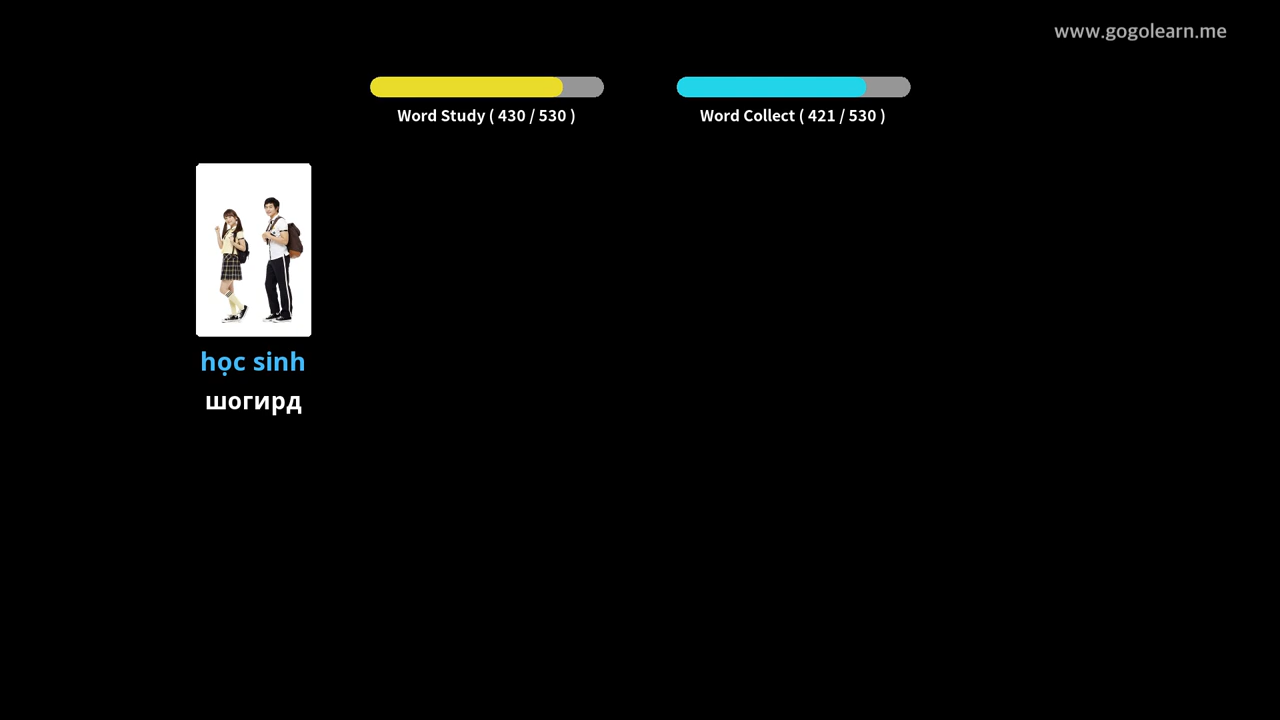 www.gogolearn.me
Word Study ( 430 / 530 )
Word Collect ( 421 / 530 )
học sinh
шогирд